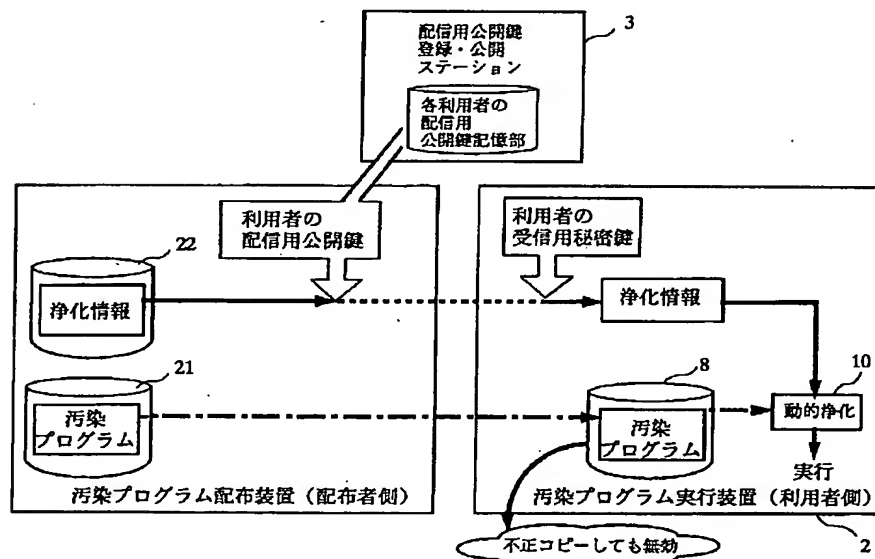 3
配信用公開鍵
登録・公開
ステーション
各利用者の
配信用
公開鍵記憶部
利用者の
配信用公開鍵
利用者の
受信用秘密鍵
22
浄化情報
浄化情報
21
8
10
汚染
プログラム
汚染
プログラム
動的浄化
実行
汚染プログラム配布装置（配布者側）
汚染プログラム実行装置（利用者側）
不正コピーしても無効
2